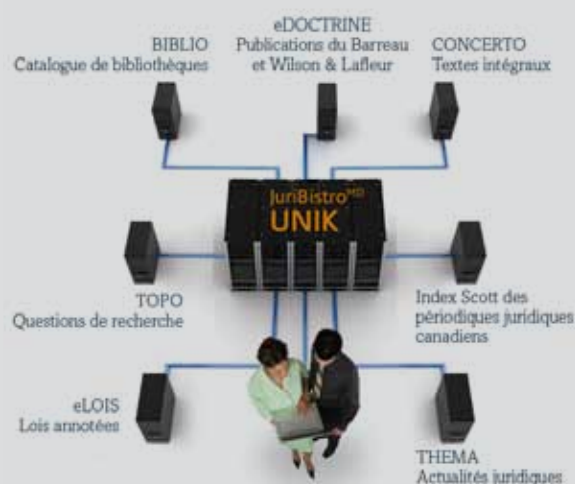 eDOCTRINE
Publications du Barreau
et Wilson & Lafleur
BIBLIO
Catalogue de bibliothèques
CONCERTO
Textes intégraux
JuriBistro MD
UNIK
TOPO
Questions de recherche
Index Scott des
périodiques juridiques
canadiens
eLOIS
Lois annotées
THEMA
Actualités juridiques